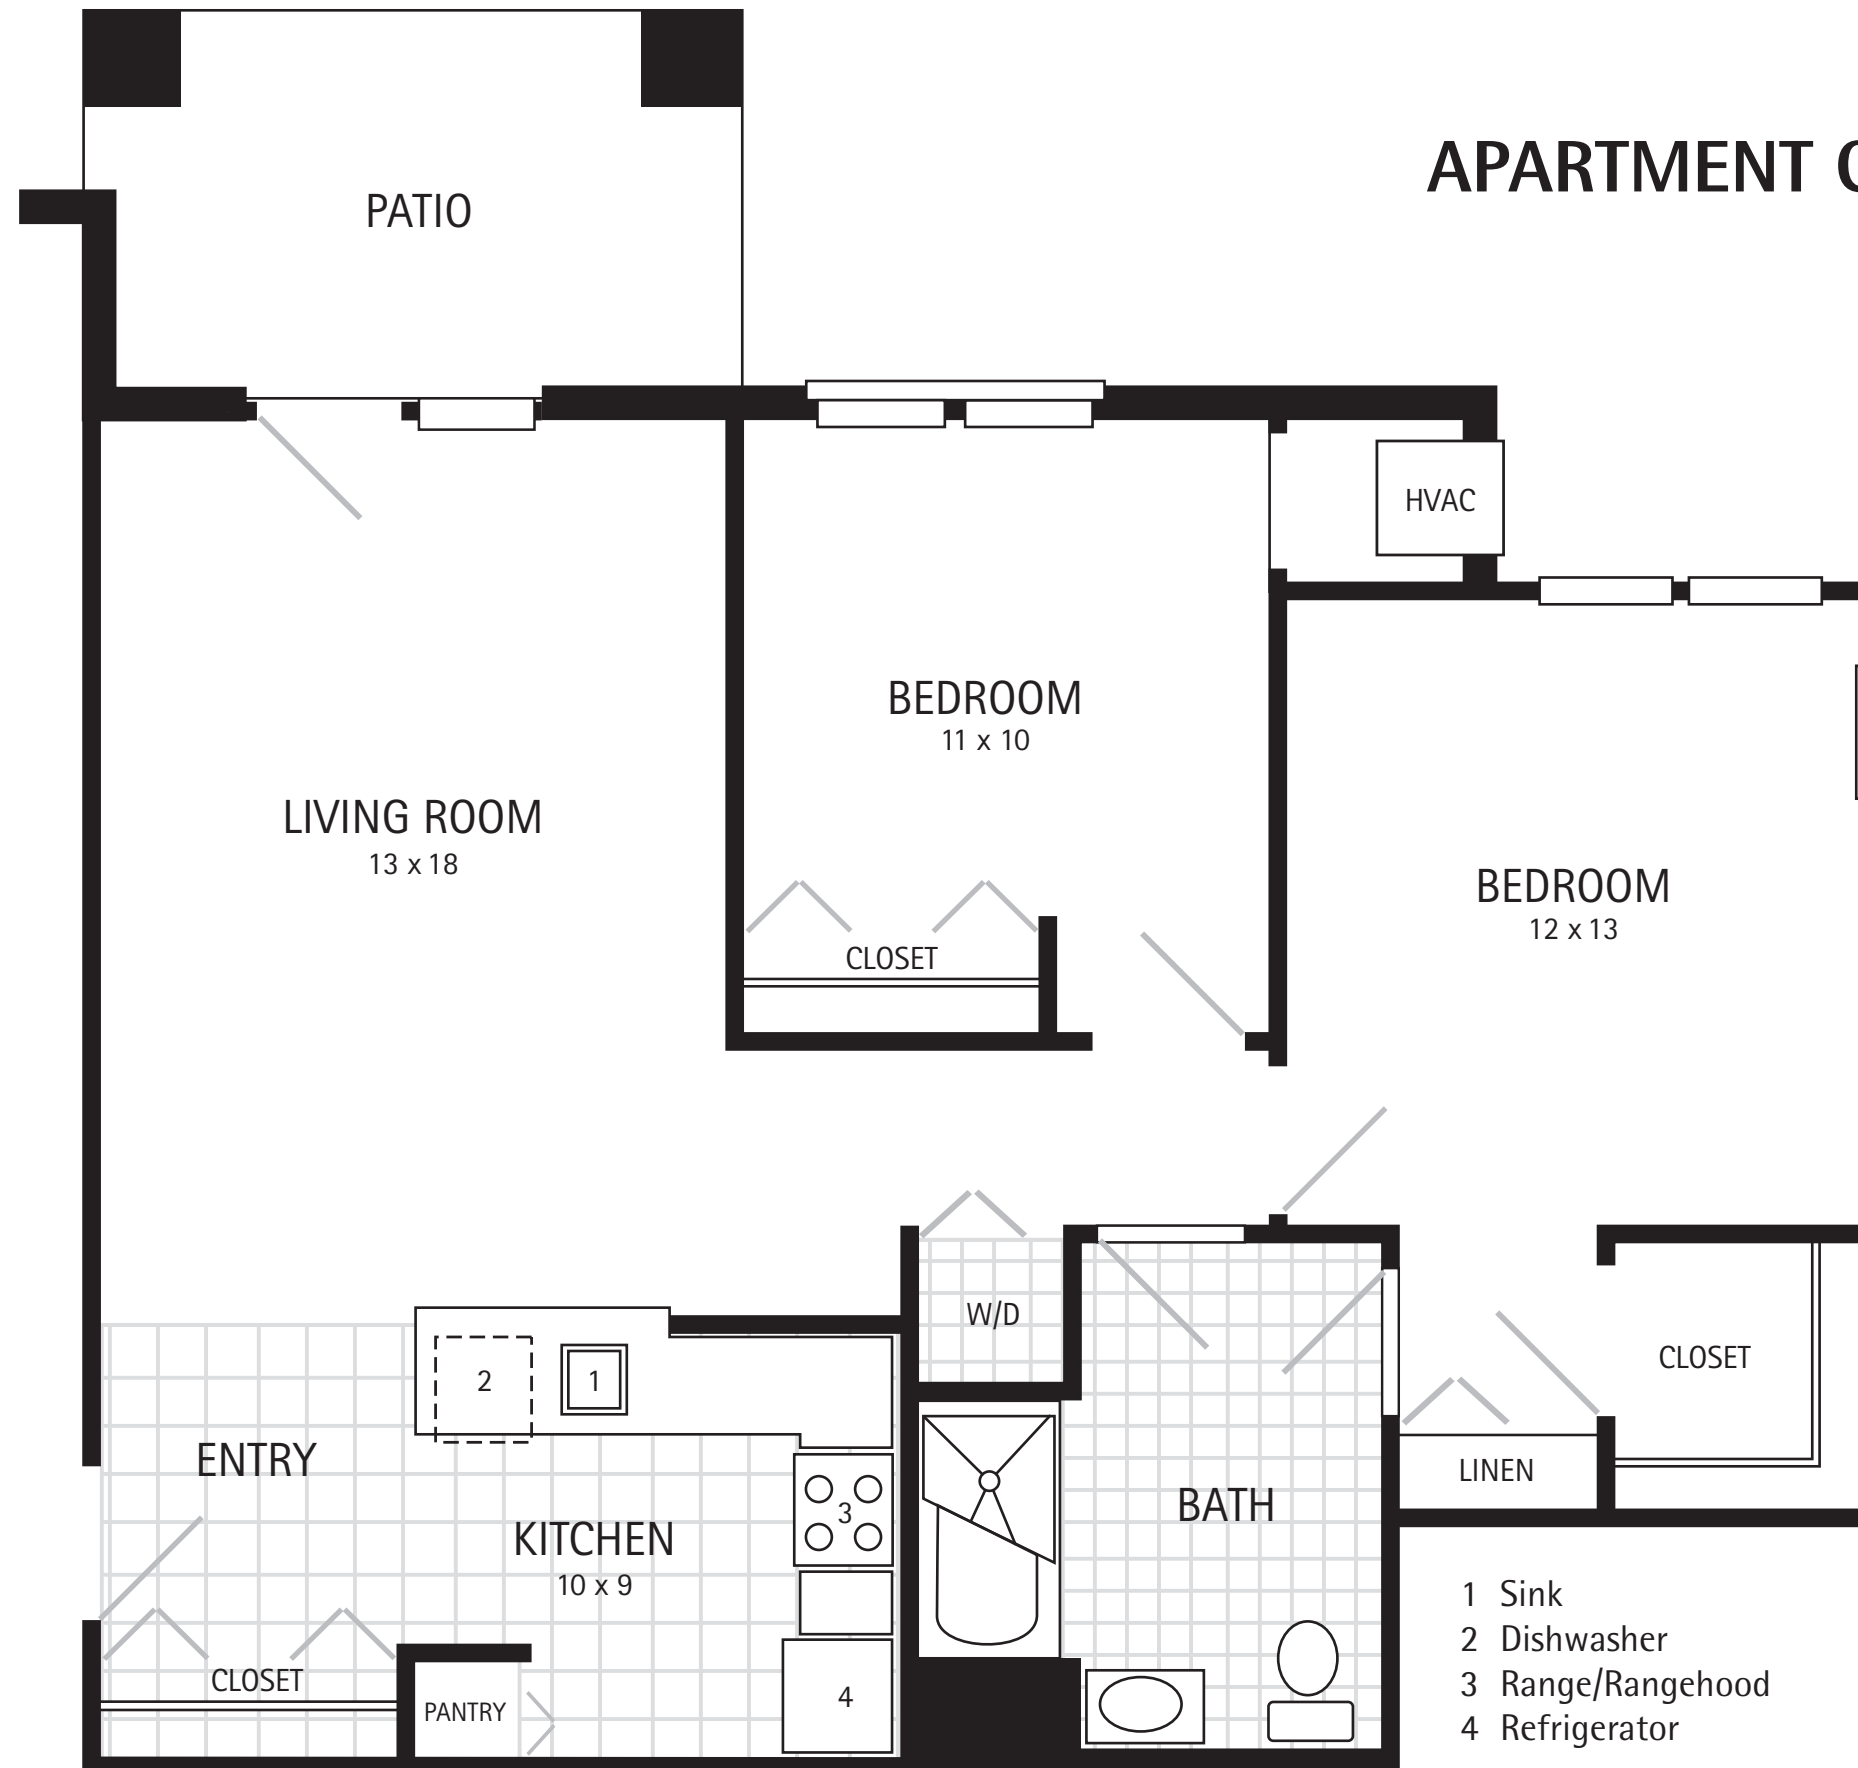 APARTMENT
PATIO
HVAC
BEDROOM
11 x 10
LIVING ROOM
13 x 18
BEDROOM
12 x 13
CLOSET
W/D
CLOSET
2
1
ENTRY
LINEN
BATH
3
KITCHEN
10 x 9
CLOSET
PANTRY
4
1 Sink
2 Dishwasher
3 Range/Rangehood
4 Refrigerator